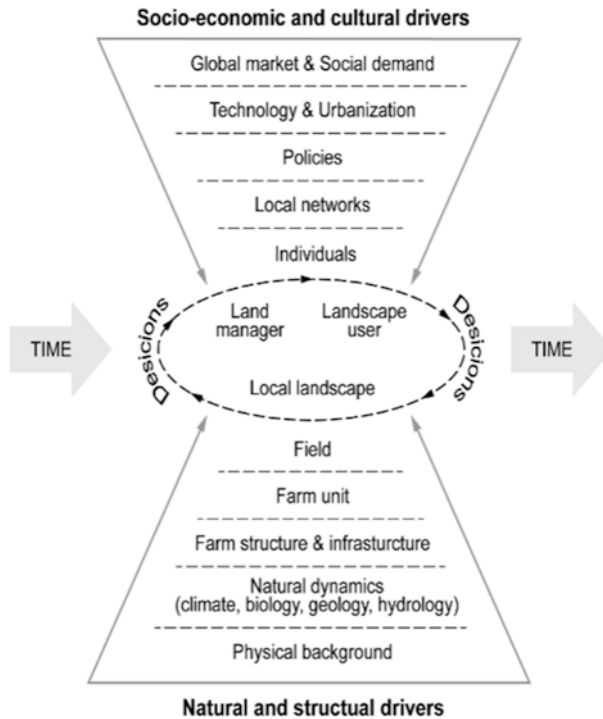 Socio-economic and cultural drivers
Global market & Social demand
Technology & Urbanization
Policies
Local networks
Individuals
Desicions
Land
manager
Landscape
user
Desicions
TIME
TIME
Local landscape
Field
Farm unit
Farm structure & infrasturcture
Natural dynamics
(climate, biology, geology, hydrology)
Physical background
Natural and structual drivers